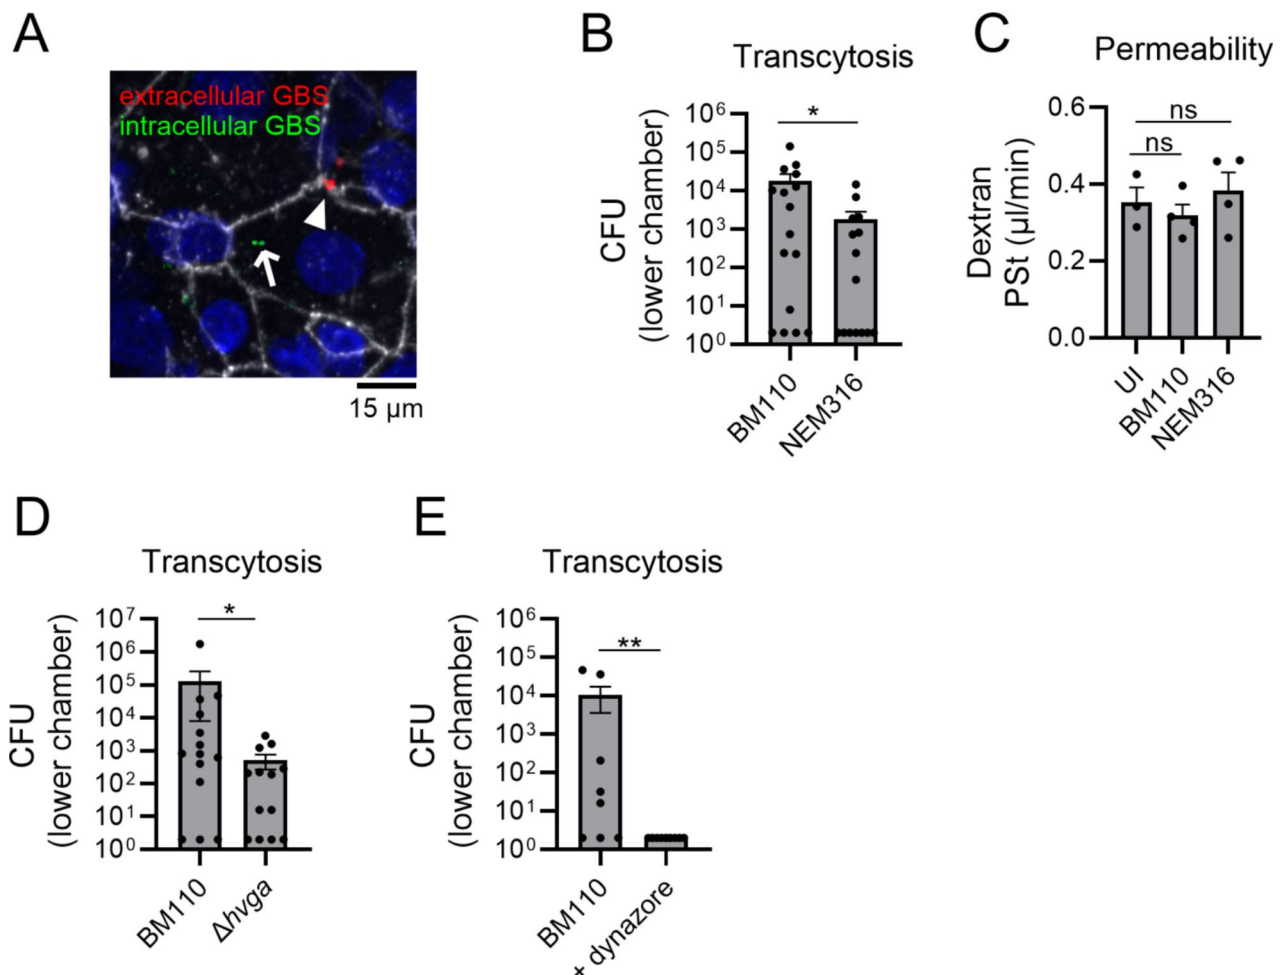 A
extracellular GBS
intracellular GBS
15 µm
B
Transcytosis
CFU
(lower chamber)
10⁶
10⁵
10⁴
10³
10²
10¹
10⁰
*
BM110
NEM316
C
Permeability
Dextran
PSt (µl/min)
0.6
0.4
0.2
0.0
ns
ns
UI
BM110
NEM316
D
Transcytosis
CFU
(lower chamber)
10⁷
10⁶
10⁵
10⁴
10³
10²
10¹
10⁰
*
BM110
Δhvga
E
Transcytosis
CFU
(lower chamber)
10⁶
10⁵
10⁴
10³
10²
10¹
10⁰
**
BM110
+ dynazore